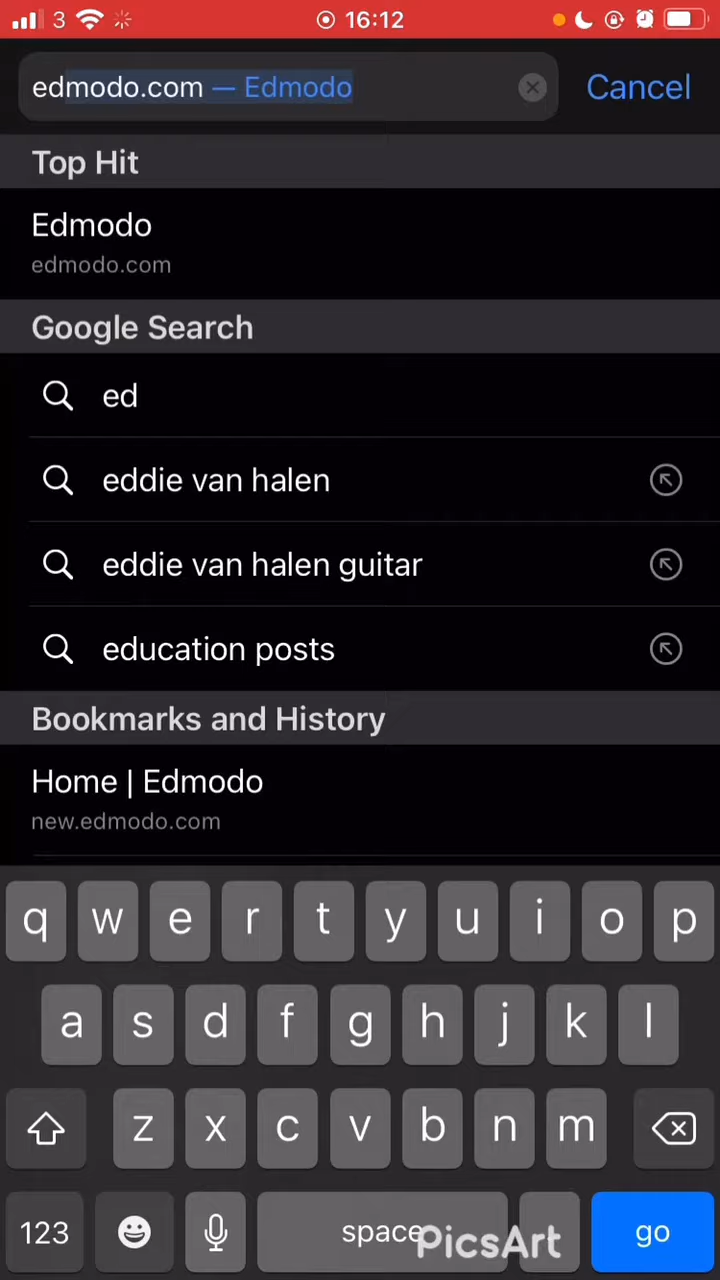 3 16:12
edmodo.com — Edmodo Cancel
Top Hit
Edmodo
edmodo.com
Google Search
ed
eddie van halen
eddie van halen guitar
education posts
Bookmarks and History
Home | Edmodo
new.edmodo.com
q w e r t y u i o p
a s d f g h j k l
z x c v b n m
123 space go
PicsArt